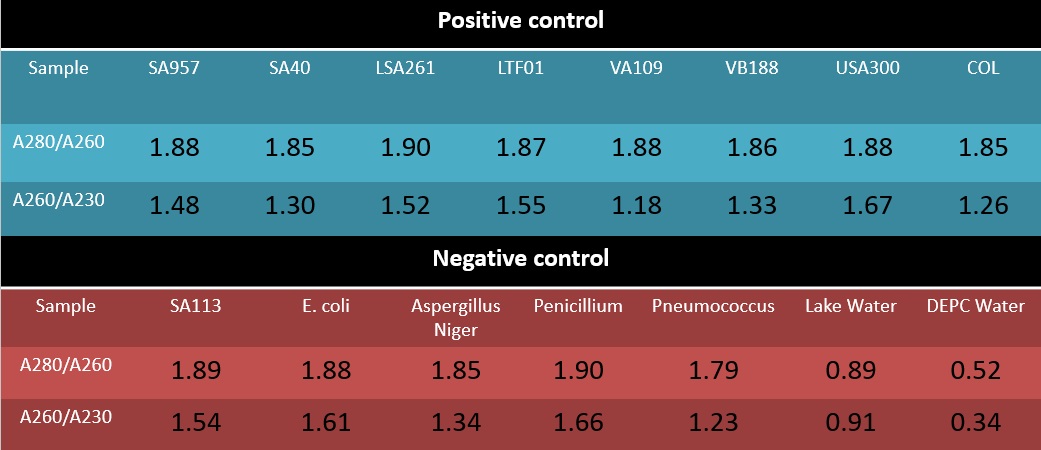 Positive control
Sample SA957 SA40 LSA261 LTF01 VA109 VB188 USA300 COL
A280/A260 1.88 1.85 1.90 1.87 1.88 1.86 1.88 1.85
A260/A230 1.48 1.30 1.52 1.55 1.18 1.33 1.67 1.26
Negative control
Sample SA113 E. coli Aspergillus Penicillium Pneumococcus Lake Water DEPC Water
Niger
A280/A260 1.89 1.88 1.85 1.90 1.79 0.89 0.52
A260/A230 1.54 1.61 1.34 1.66 1.23 0.91 0.34